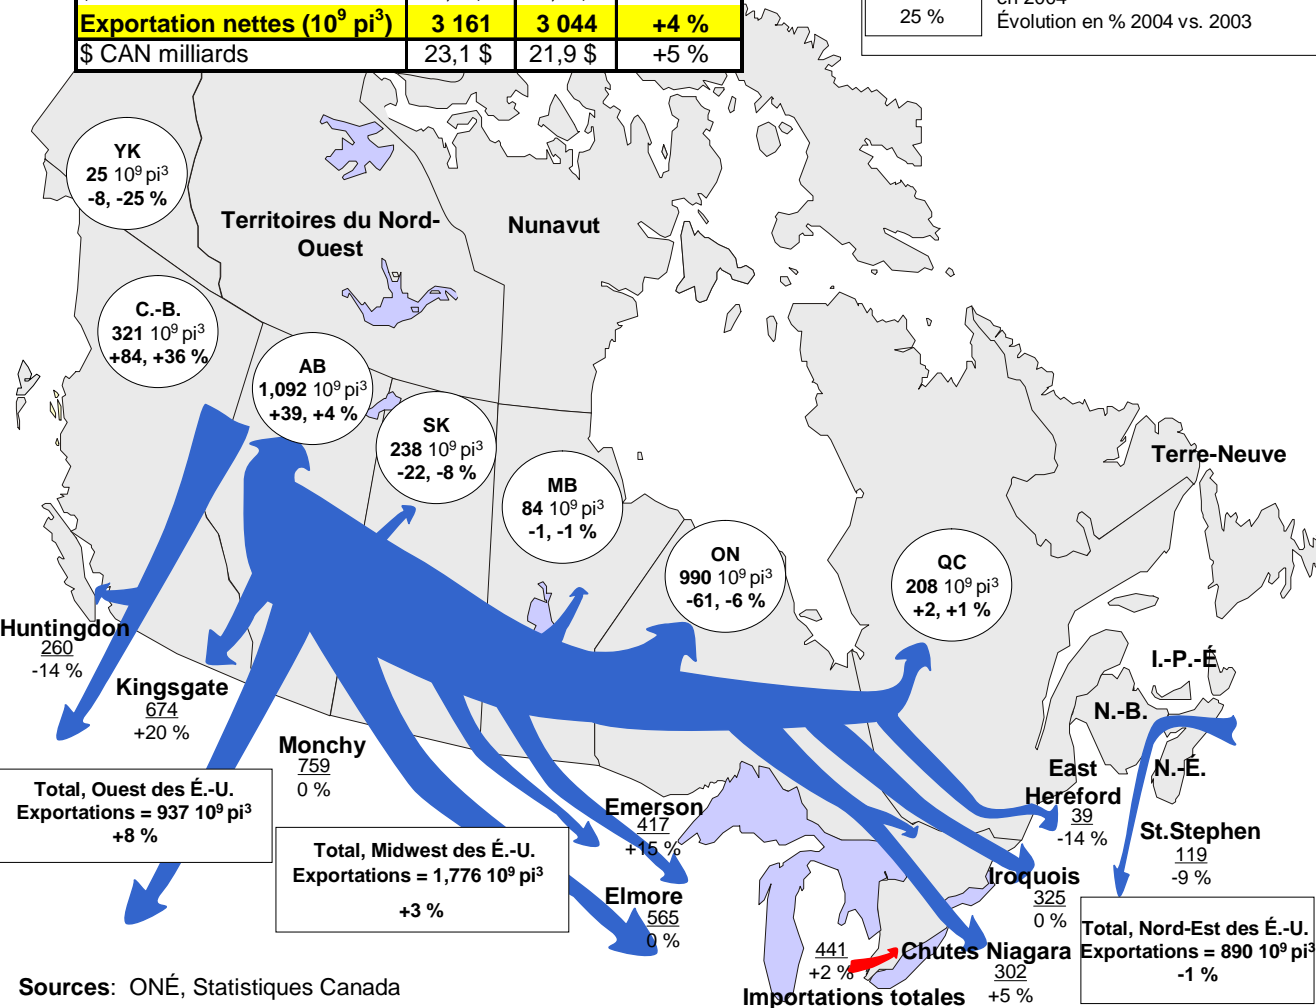 Exportation nettes (10⁹ pi³) 3 161 3 044 +4 %
$ CAN milliards 23,1 $ 21,9 $ +5 %
en 2004
25 % Évolution en % 2004 vs. 2003
YK
25 10⁹ pi³
-8, -25 %
Territoires du Nord-
Ouest
Nunavut
C.-B.
321 10⁹ pi³
+84, +36 %
AB
1,092 10⁹ pi³
+39, +4 %
SK
238 10⁹ pi³
-22, -8 %
MB
84 10⁹ pi³
-1, -1 %
ON
990 10⁹ pi³
-61, -6 %
QC
208 10⁹ pi³
+2, +1 %
Terre-Neuve
I.-P.-É
N.-B.
N.-É.
Huntingdon
260
-14 %
Kingsgate
674
+20 %
Monchy
759
0 %
Total, Ouest des É.-U.
Exportations = 937 10⁹ pi³
+8 %
Total, Midwest des É.-U.
Exportations = 1,776 10⁹ pi³
+3 %
Emerson
417
+15 %
Elmore
565
0 %
East
Hereford
39
-14 %
St.Stephen
119
-9 %
Iroquois
325
0 %
Chutes Niagara
302
+5 %
441
+2 %
Importations totales
Total, Nord-Est des É.-U.
Exportations = 890 10⁹ pi³
-1 %
Sources: ONÉ, Statistiques Canada